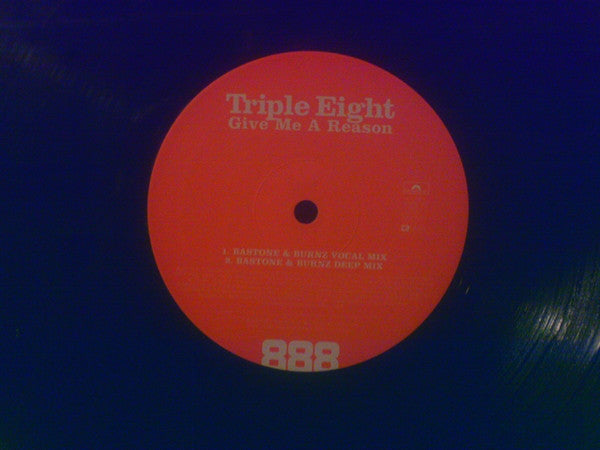 Triple Eight
Give Me A Reason
1. BASTONE & BURNZ VOCAL MIX
2. BASTONE & BURNZ DEEP MIX
888